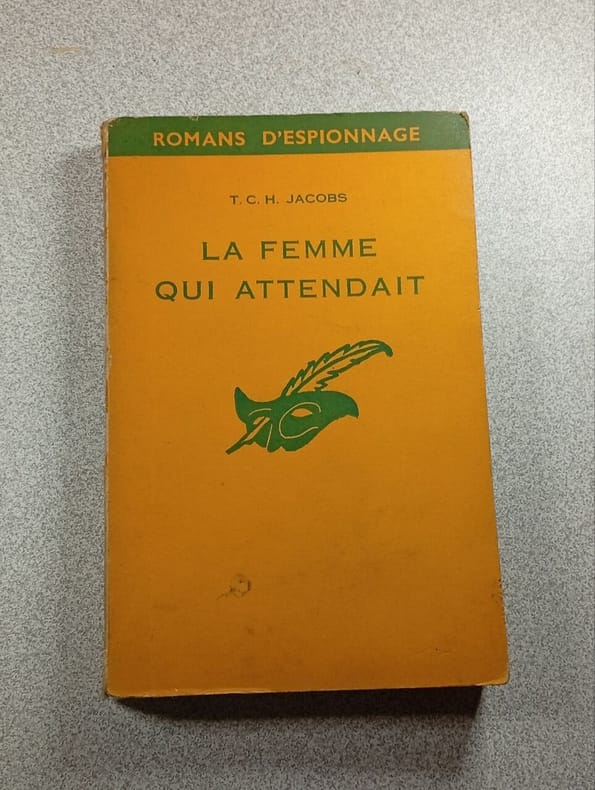 ROMANS D'ESPIONNAGE
T. C. H. JACOBS
LA FEMME
QUI ATTENDAIT